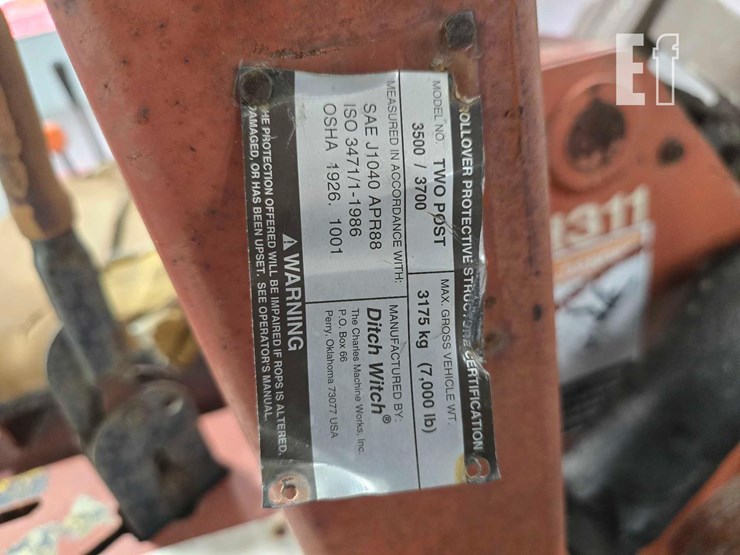 ROLLOVER PROTECTIVE STRUCTURE CERTIFICATION
MODEL NO. TWO POST
3500 / 3700
MAX. GROSS VEHICLE WT.
3175 kg (7,000 lb)
MEASURED IN ACCORDANCE WITH:
SAE J1040 APR88
ISO 3471/1-1986
OSHA 1926. 1001
MANUFACTURED BY:
Ditch Witch®
The Charles Machine Works, Inc.
P.O. Box 66
Perry, Oklahoma 73077 USA
WARNING
THE PROTECTION OFFERED WILL BE IMPAIRED IF ROPS IS ALTERED,
DAMAGED, OR HAS BEEN UPSET. SEE OPERATOR'S MANUAL.
1311
Ef